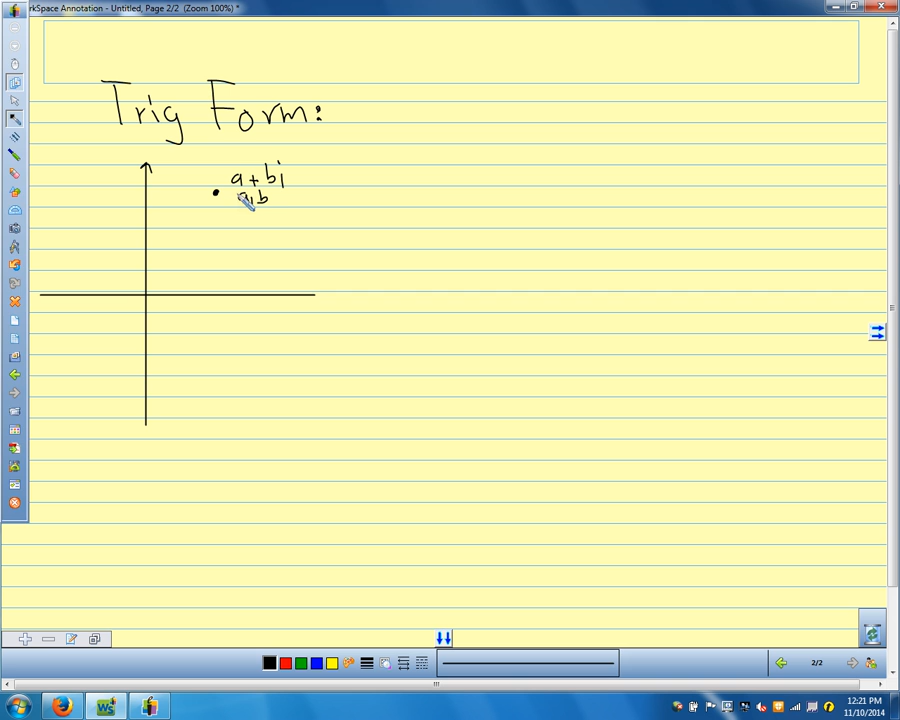 rkSpace Annotation - Untitled, Page 2/2 (Zoom 100%) *
Trig Form:
a + bi
a, b
2/2
12:21 PM
11/10/2014